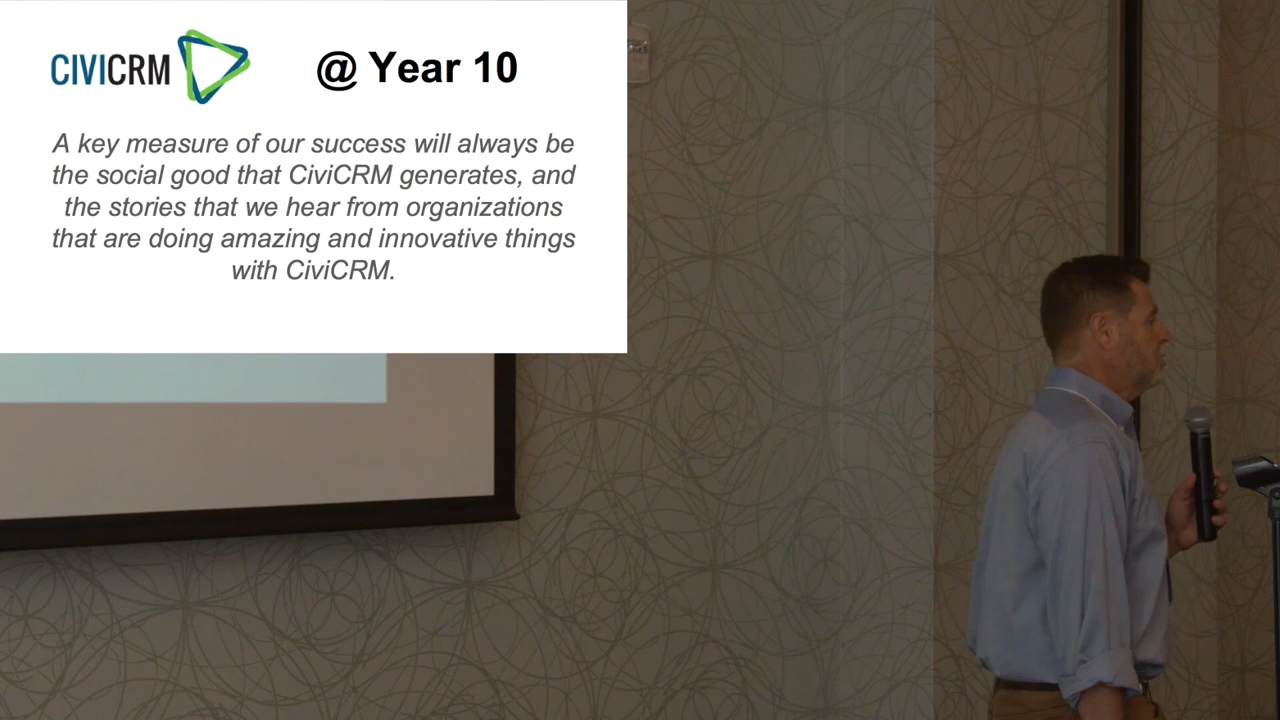 CIVICRM @ Year 10
A key measure of our success will always be
the social good that CiviCRM generates, and
the stories that we hear from organizations
that are doing amazing and innovative things
with CiviCRM.